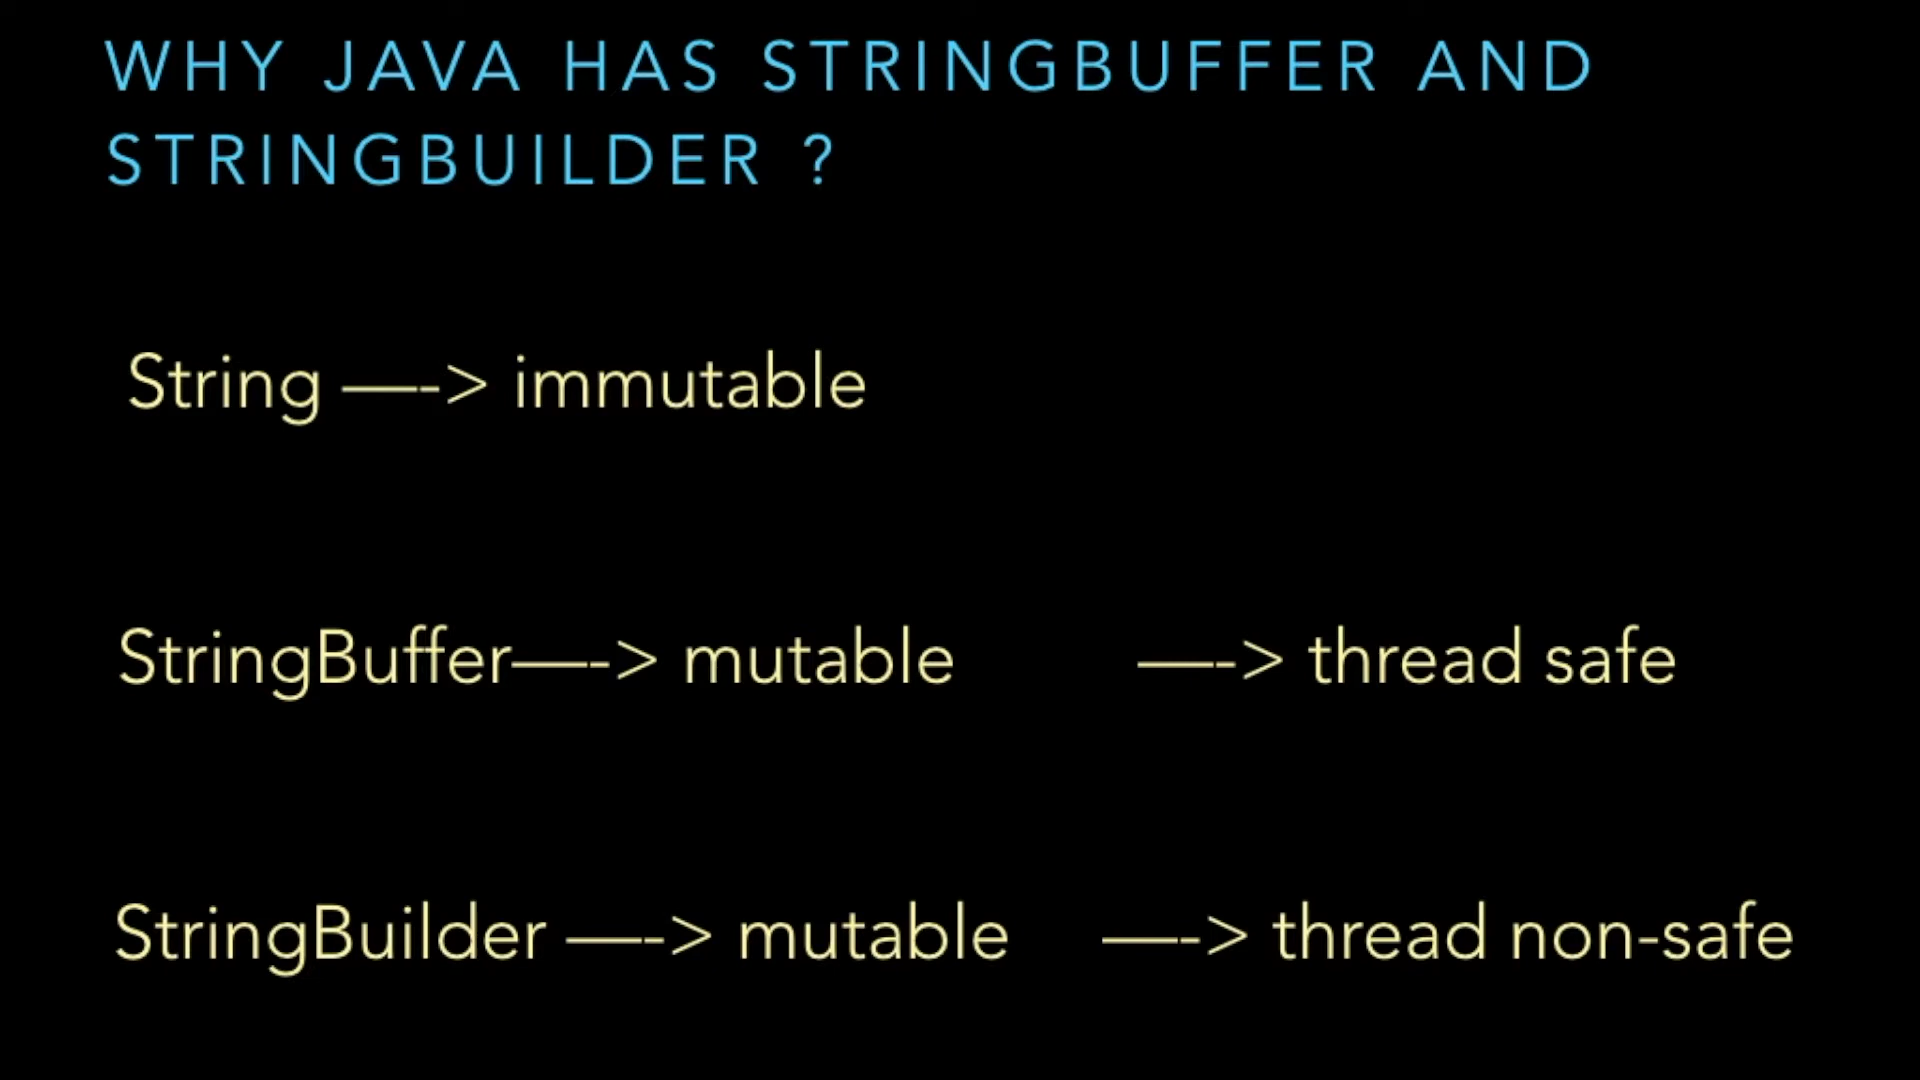 WHY JAVA HAS STRINGBUFFER AND
STRINGBUILDER ?
String —-> immutable
StringBuffer—-> mutable —-> thread safe
StringBuilder —-> mutable —-> thread non-safe